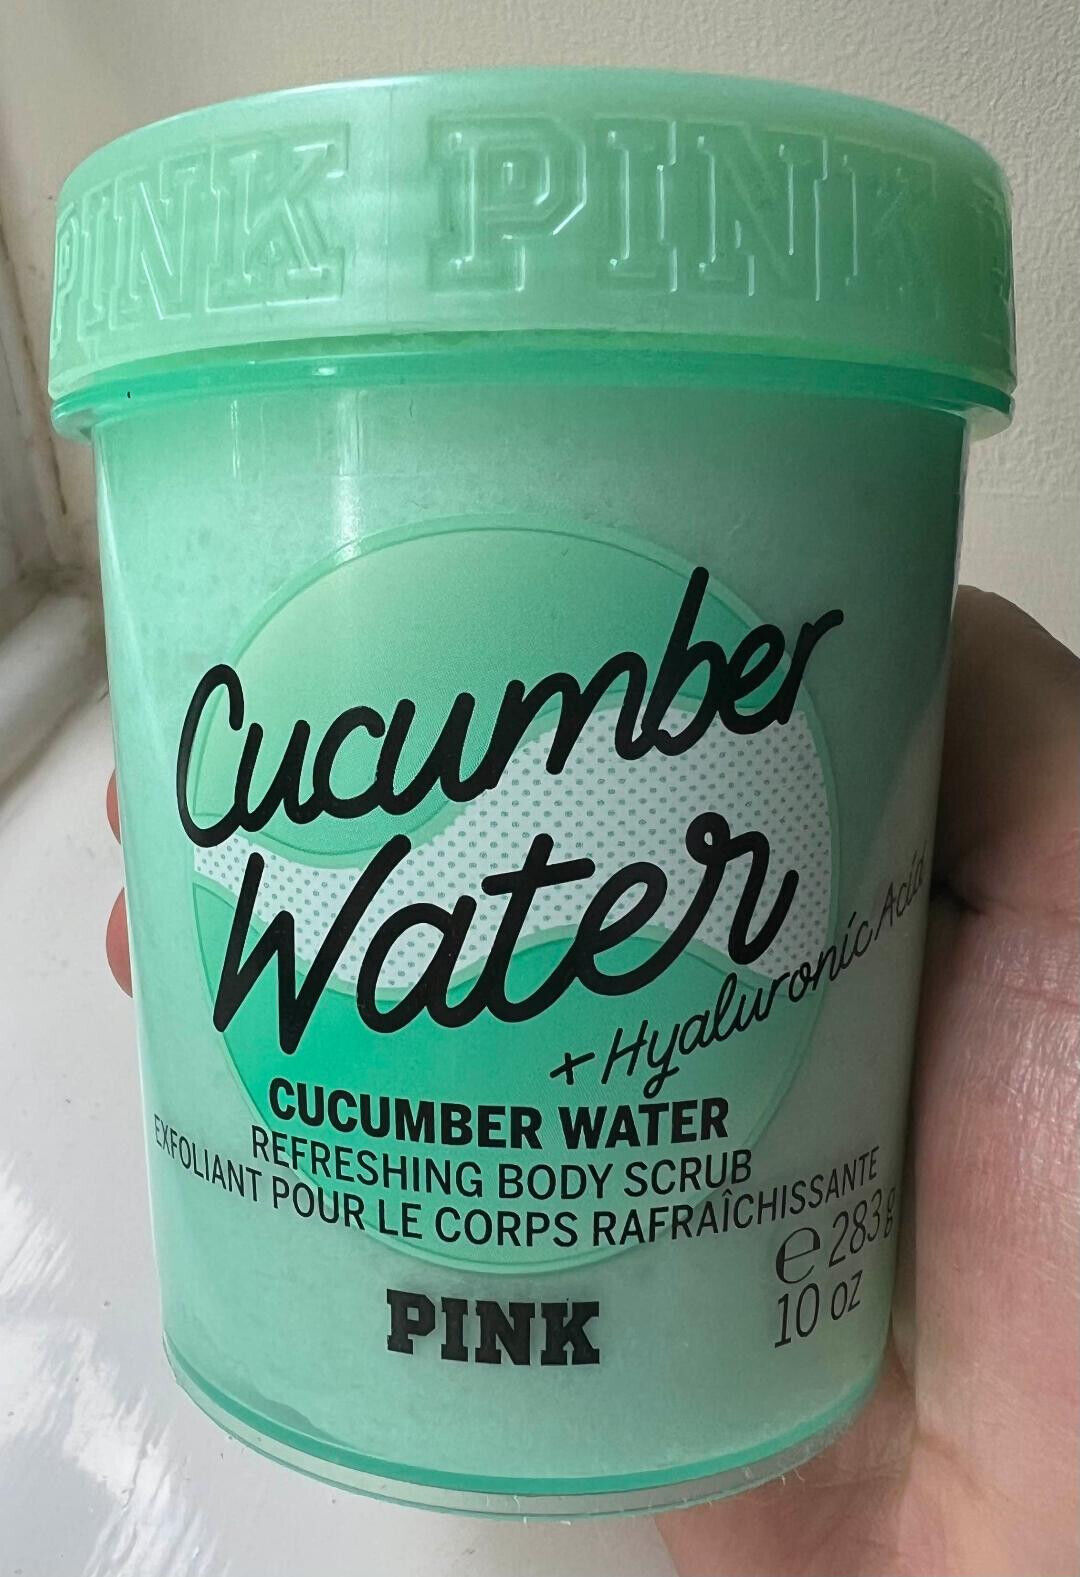 PINK PINK
Cucumber
Water
+ Hyaluronic Acid
CUCUMBER WATER
REFRESHING BODY SCRUB
EXFOLIANT POUR LE CORPS RAFRAÎCHISSANTE
℮ 283g
10 oz
PINK